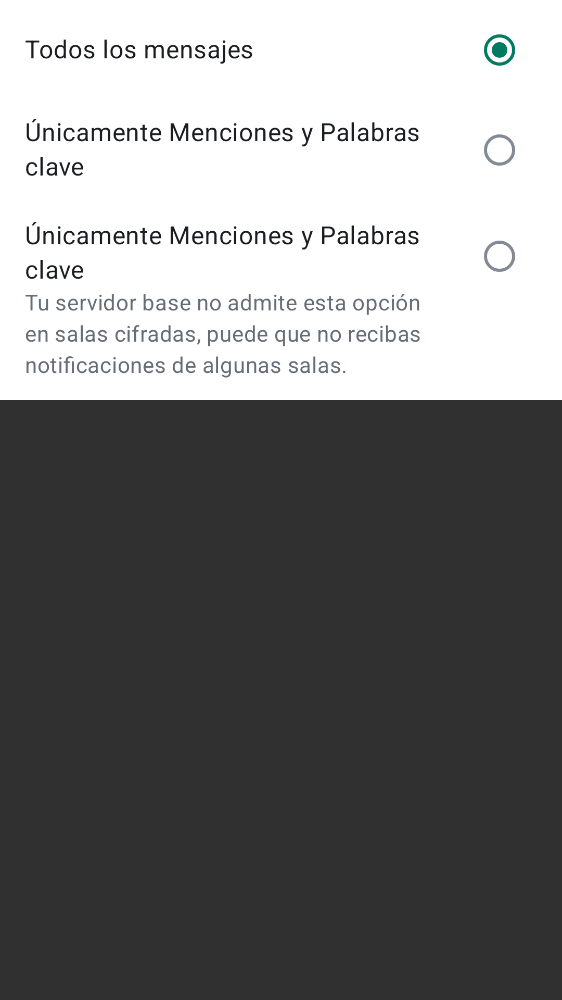 Todos los mensajes
Únicamente Menciones y Palabras
clave
Únicamente Menciones y Palabras
clave
Tu servidor base no admite esta opción
en salas cifradas, puede que no recibas
notificaciones de algunas salas.